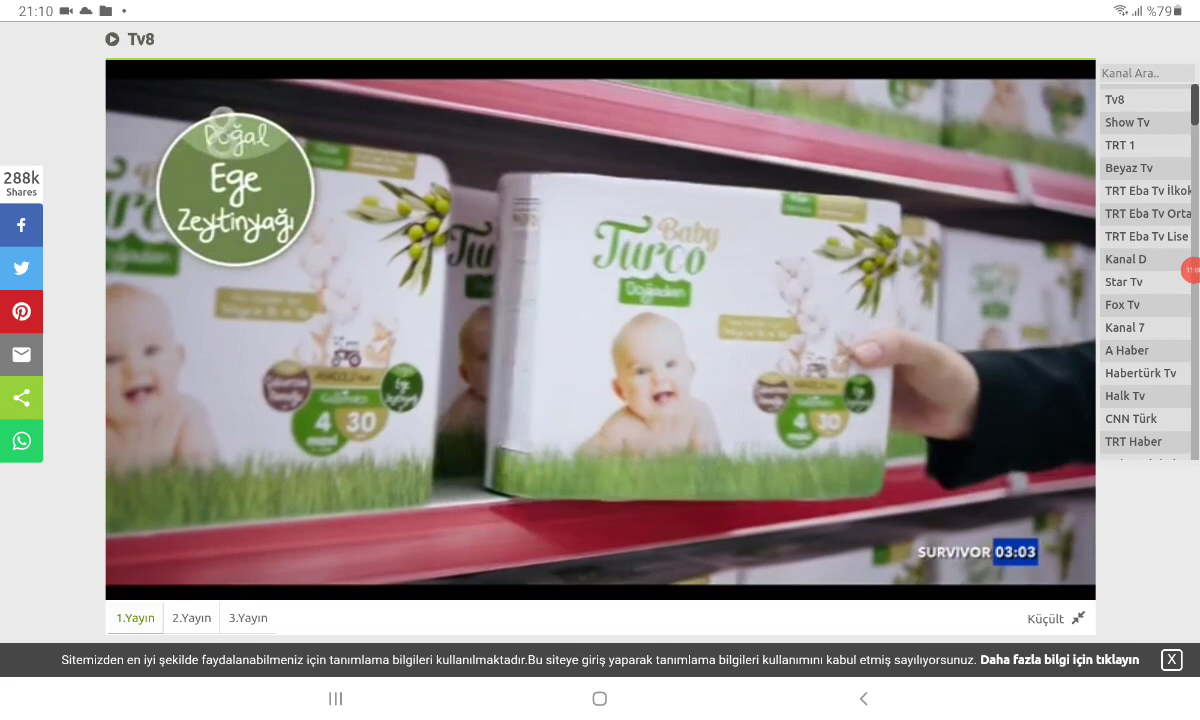 21:10
%79
Tv8
Kanal Ara..
Tv8
Show Tv
TRT 1
Beyaz Tv
TRT Eba Tv İlkok
TRT Eba Tv Orta
TRT Eba Tv Lise
Kanal D
Star Tv
Fox Tv
Kanal 7
A Haber
Habertürk Tv
Halk Tv
CNN Türk
TRT Haber
288k
Shares
Doğal
Ege
Zeytinyağı
Baby
Turco
Doğadan
4 30
maxi
4 30
SURVIVOR 03:03
1.Yayın 2.Yayın 3.Yayın
Küçült
Sitemizden en iyi şekilde faydalanabilmeniz için tanımlama bilgileri kullanılmaktadır.Bu siteye giriş yaparak tanımlama bilgileri kullanımını kabul etmiş sayılıyorsunuz. Daha fazla bilgi için tıklayın
X